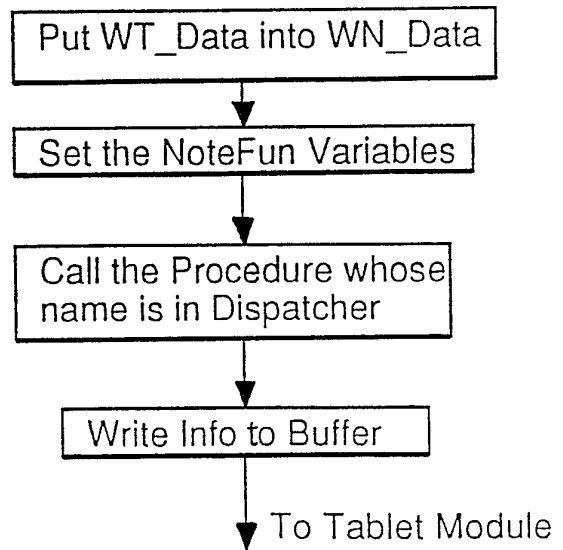 Put WT_Data into WN_Data
Set the NoteFun Variables
Call the Procedure whose
name is in Dispatcher
Write Info to Buffer
To Tablet Module